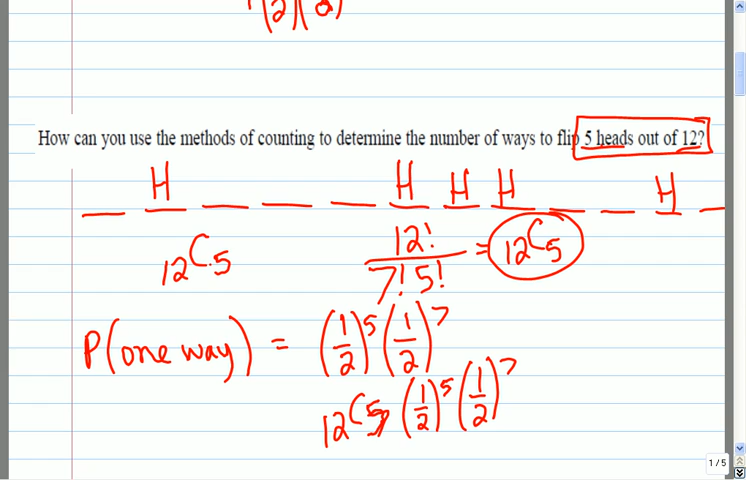 (2)(2)
How can you use the methods of counting to determine the number of ways to flip 5 heads out of 12?
H H H H H
12C5 12!/7!5! = 12C5
P(one way) = (1/2)^5 (1/2)^7
12C5 (1/2)^5 (1/2)^7
1/5